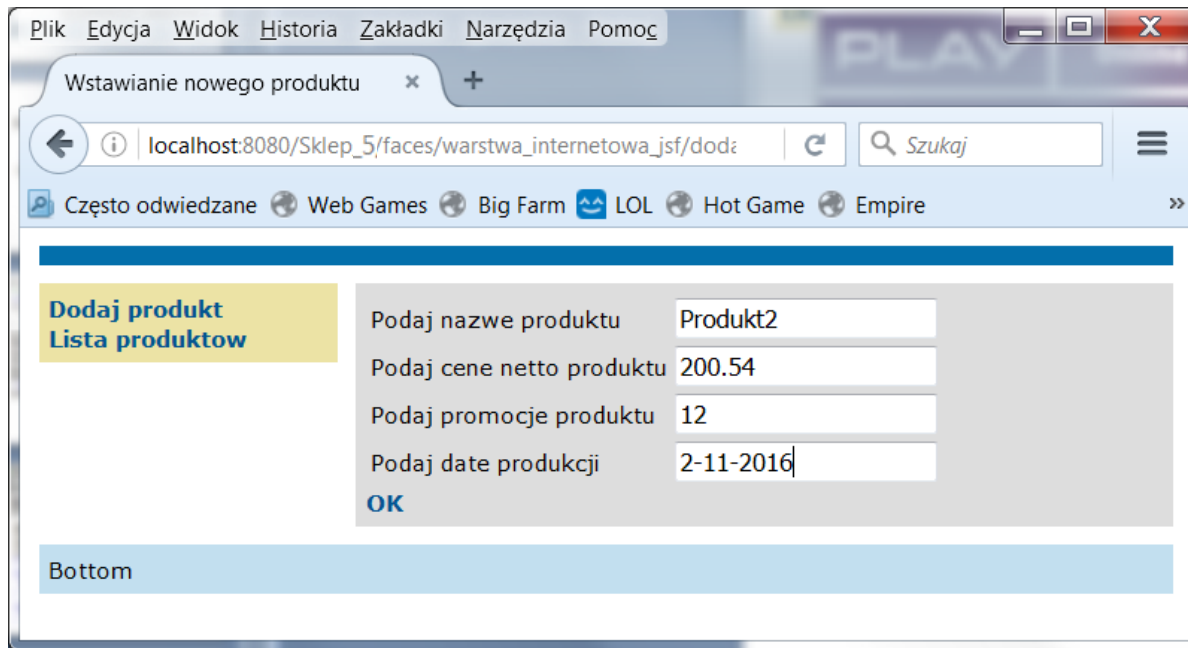 Plik Edycja Widok Historia Zakładki Narzędzia Pomoc
PLAY
Wstawianie nowego produktu
localhost:8080/Sklep_5/faces/warstwa_internetowa_jsf/doda
Szukaj
Często odwiedzane Web Games Big Farm LOL Hot Game Empire
Dodaj produkt
Lista produktow
Podaj nazwe produktu Produkt2
Podaj cene netto produktu 200.54
Podaj promocje produktu 12
Podaj date produkcji 2-11-2016
OK
Bottom